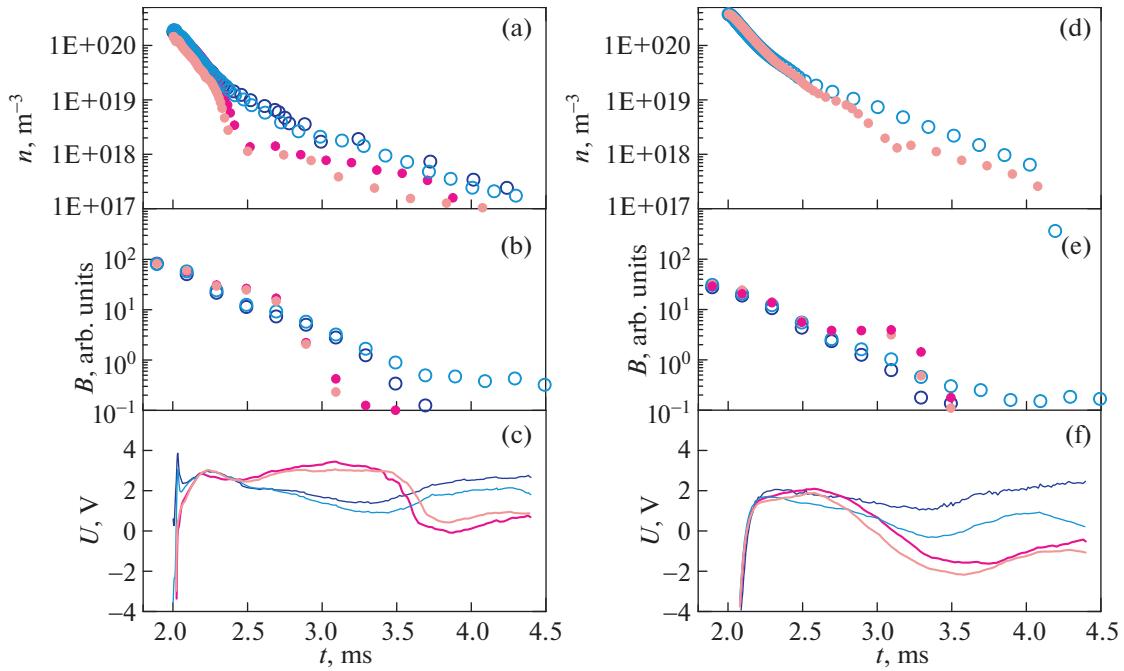 (a)
1E+020
1E+019
1E+018
1E+017
n, m⁻³
(b)
10²
10¹
10⁰
10⁻¹
B, arb. units
(c)
4
2
0
−2
−4
U, V
2.0 2.5 3.0 3.5 4.0 4.5
t, ms
(d)
1E+020
1E+019
1E+018
1E+017
n, m⁻³
(e)
10²
10¹
10⁰
10⁻¹
B, arb. units
(f)
4
2
0
−2
−4
U, V
2.0 2.5 3.0 3.5 4.0 4.5
t, ms